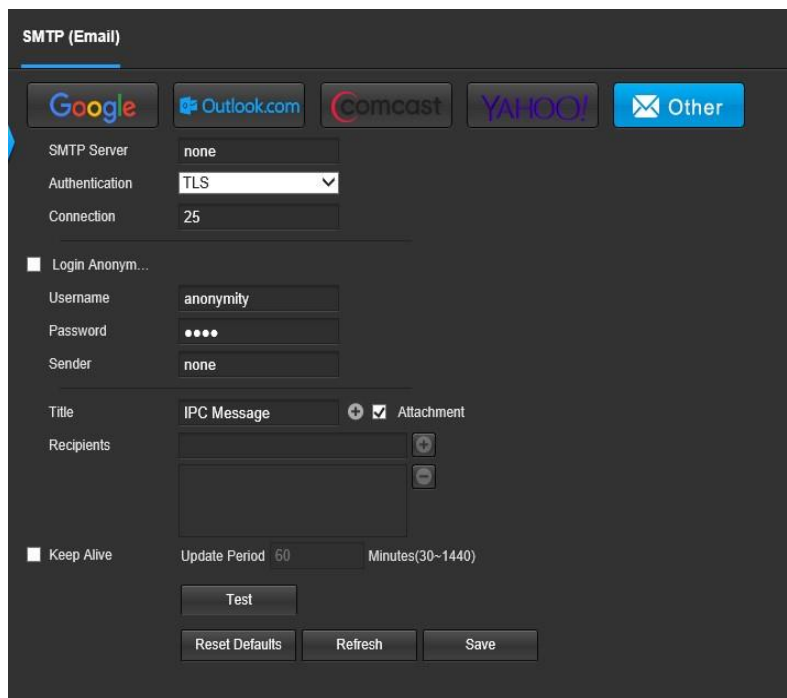 SMTP (Email)
Google Outlook.com comcast YAHOO! Other
SMTP Server none
Authentication TLS
Connection 25
Login Anonym...
Username anonymity
Password ••••
Sender none
Title IPC Message Attachment
Recipients
Keep Alive Update Period 60 Minutes(30~1440)
Test
Reset Defaults Refresh Save